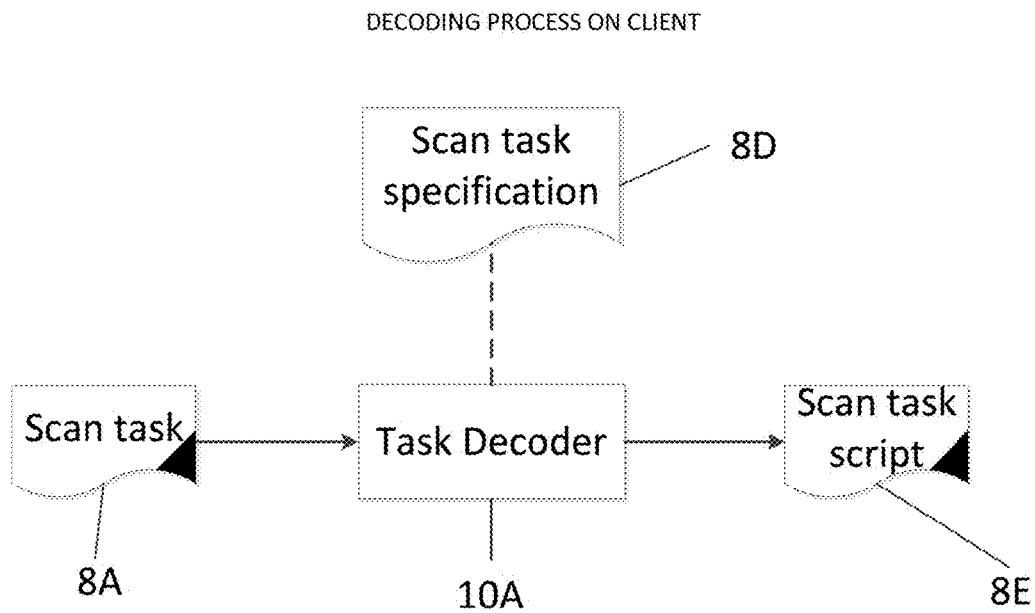 DECODING PROCESS ON CLIENT
Scan task
specification
8D
Scan task
Task Decoder
Scan task
script
8A
10A
8E